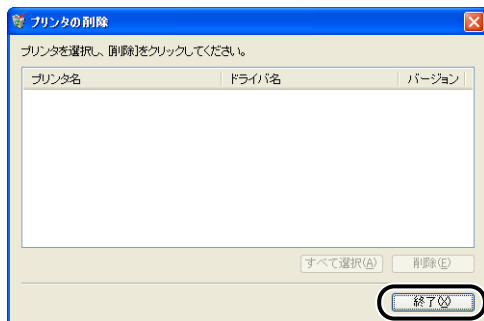 プリンタの削除
プリンタを選択し、[削除]をクリックしてください。
プリンタ名 ドライバ名 バージョン
すべて選択(A) 削除(E)
終了(X)